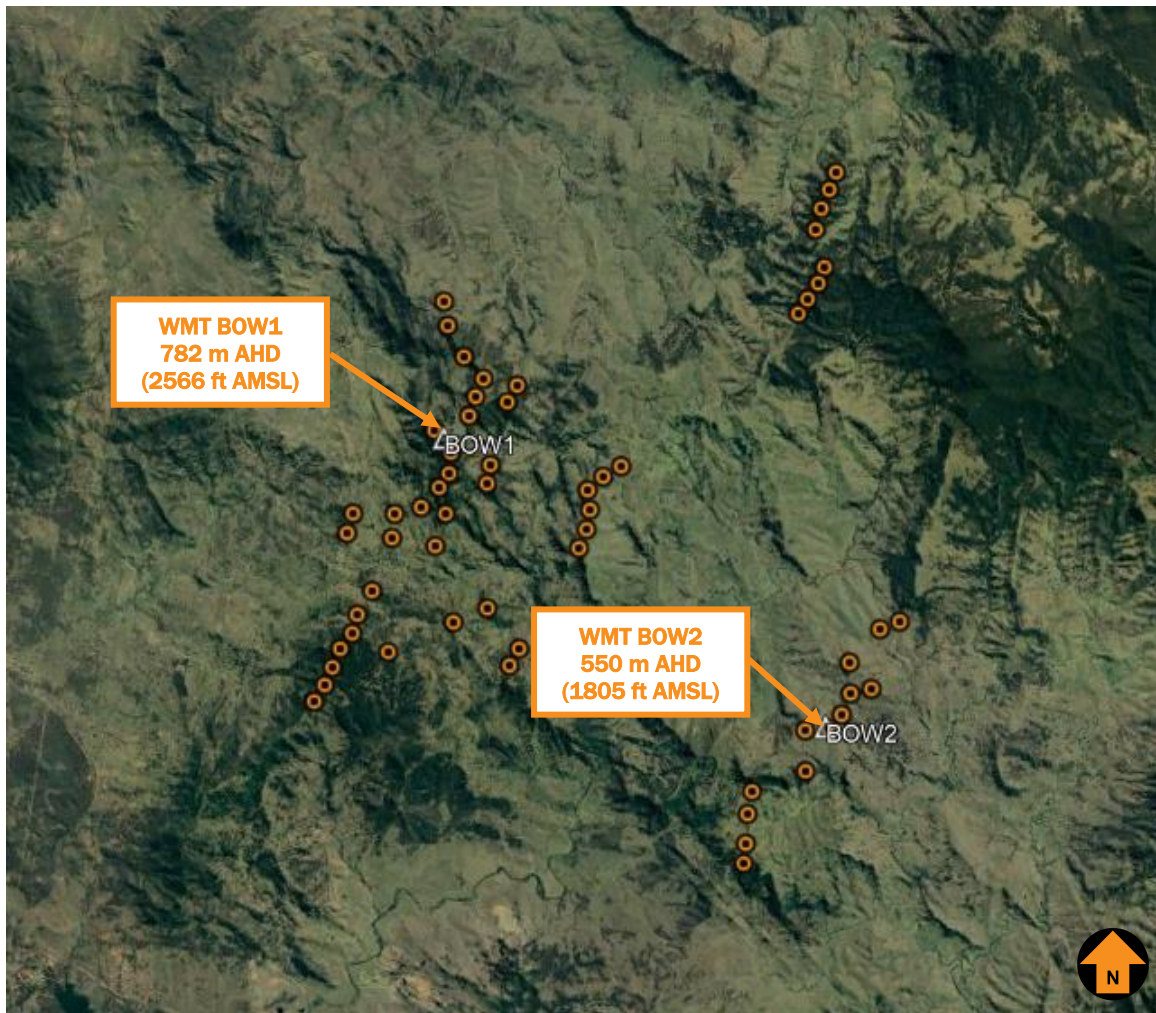 WMT BOW1
782 m AHD
(2566 ft AMSL)
BOW1
WMT BOW2
550 m AHD
(1805 ft AMSL)
BOW2
N